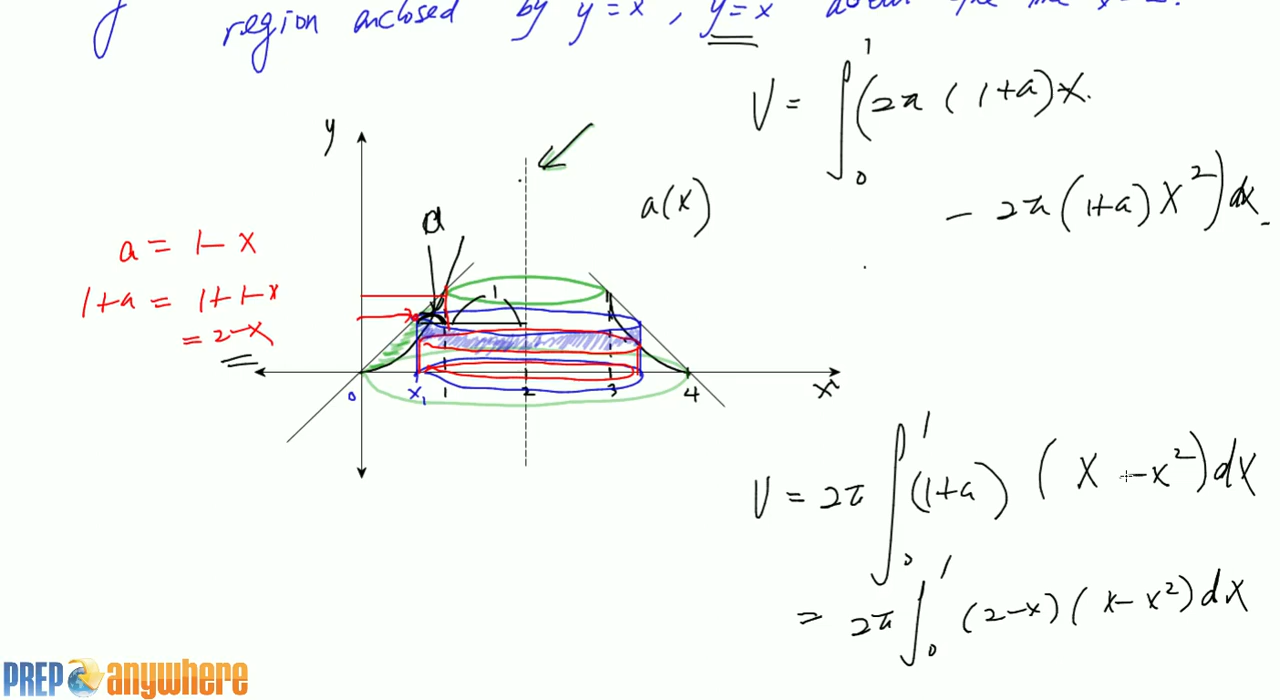 region enclosed by y = x, y = x
V = ∫₀¹ (2π (1+a) x
- 2π (1+a) x²) dx
y
a
a(x)
a = 1-x
1+a = 1+1-x
= 2-x
1
0 x₁ 1 2 3 4 x
V = 2π ∫₀¹ (1+a) (x - x²) dx
= 2π ∫₀¹ (2-x) (x - x²) dx
PREP anywhere